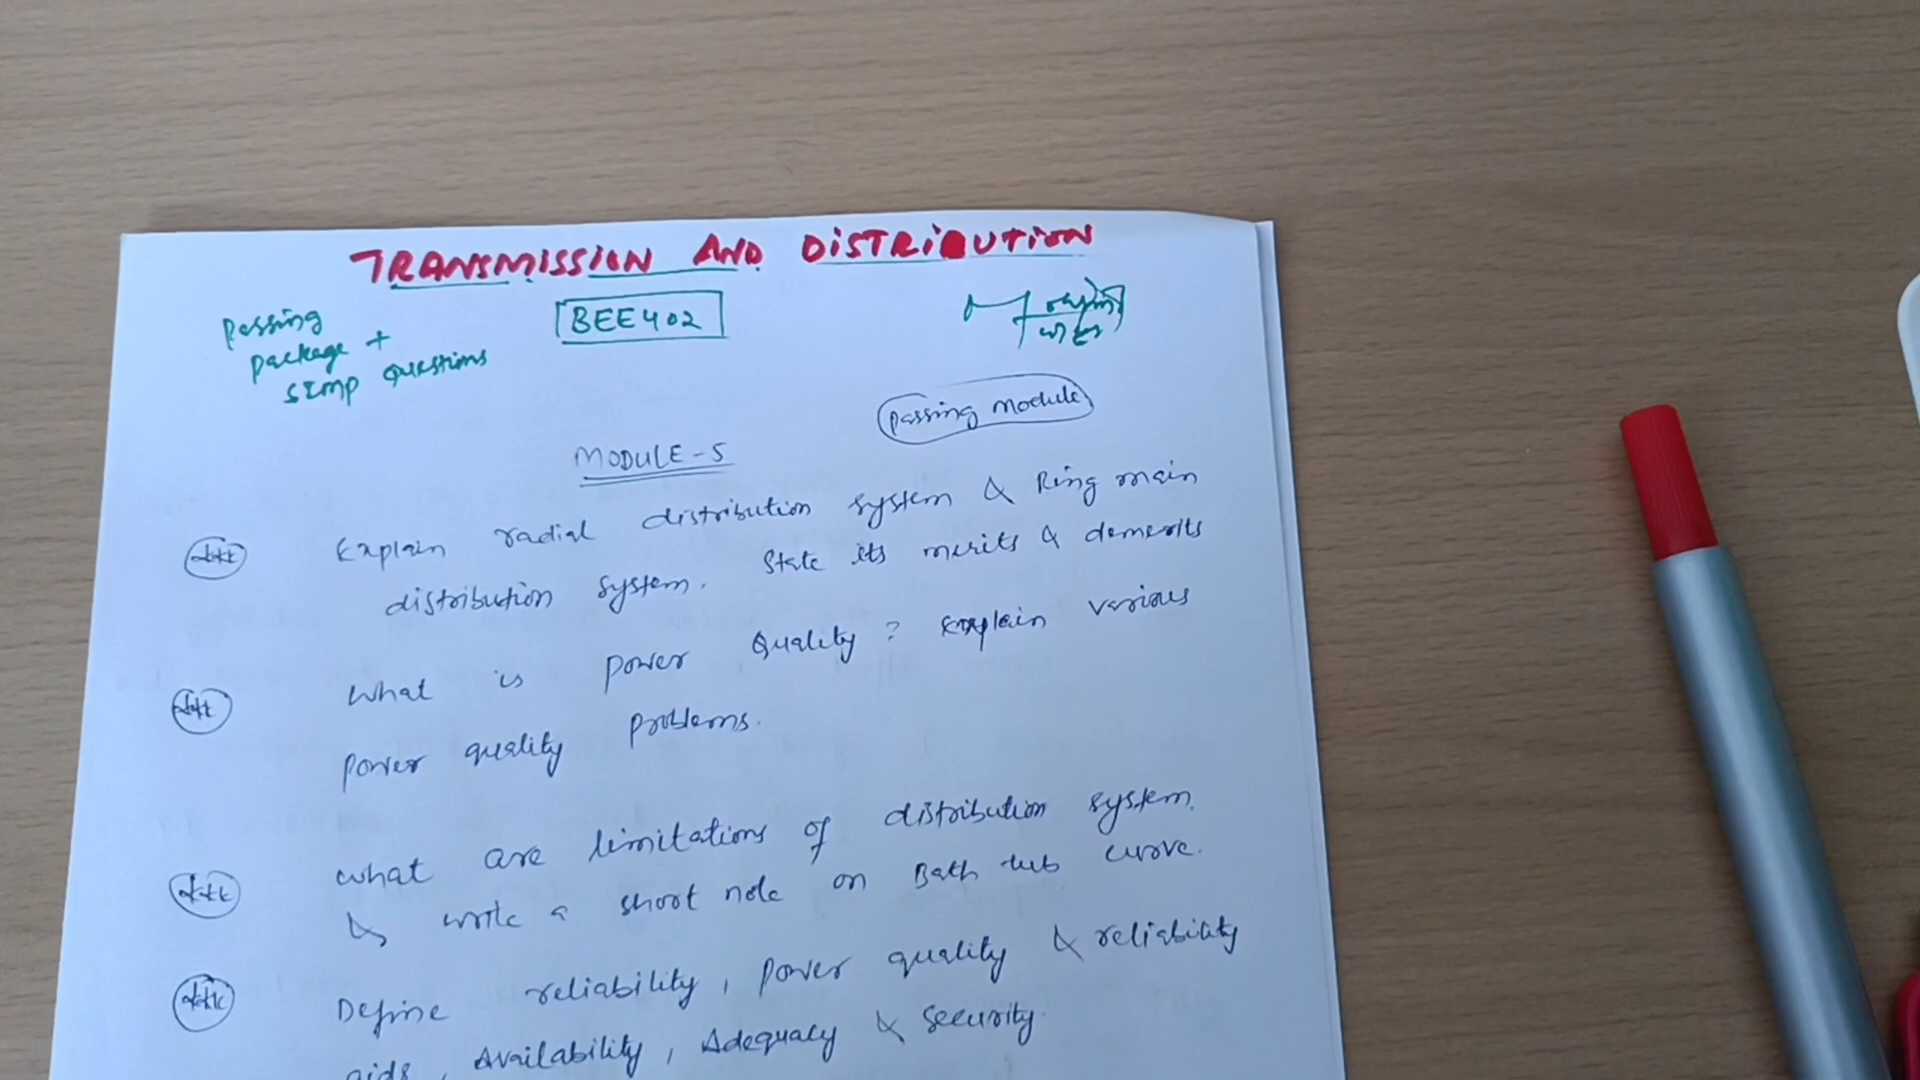 TRANSMISSION AND DISTRIBUTION
Passing
package +
SIMP Questions
BEE402
Passing Module
MODULE-5
Explain radial distribution system & Ring main
distribution system. State its merits & demerits
What is power Quality? Explain various
power quality problems.
What are limitations of distribution system.
& write a short note on Bath tub curve.
Define reliability, power quality & reliability
aids, Availability, Adequacy & security.